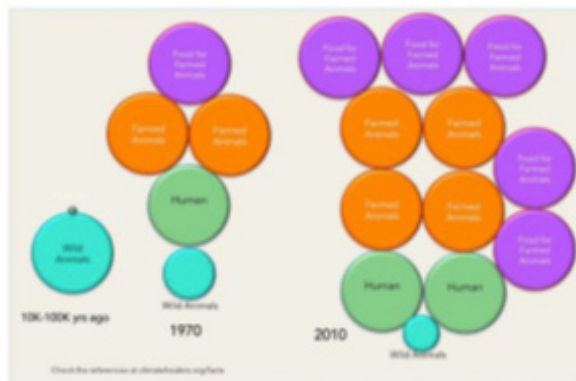 Food for
Farmed
Animals
Farmed
Animals
Farmed
Animals
Human
Wild Animals
1970
Wild
Animals
10K-100K yrs ago
Food for
Farmed
Animals
Food for
Farmed
Animals
Food for
Farmed
Animals
Farmed
Animals
Farmed
Animals
Food for
Farmed
Animals
Farmed
Animals
Farmed
Animals
Food for
Farmed
Animals
Human
Human
2010
Wild Animals
Check the references at climatehealers.org/facts